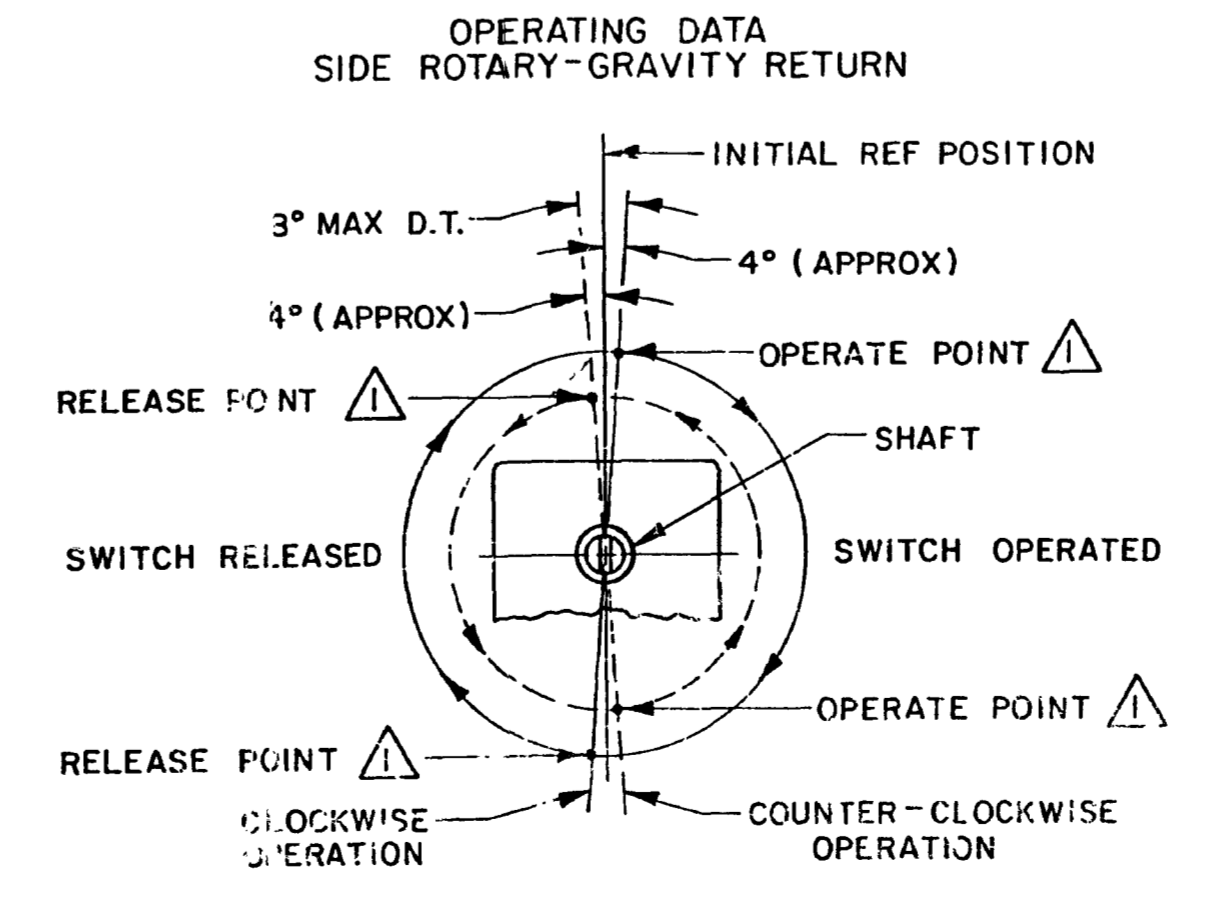 OPERATING DATA
SIDE ROTARY-GRAVITY RETURN
INITIAL REF POSITION
3° MAX D.T.
4° (APPROX)
4° (APPROX)
OPERATE POINT 1
RELEASE POINT 1
SHAFT
SWITCH RELEASED
SWITCH OPERATED
OPERATE POINT 1
RELEASE POINT 1
CLOCKWISE
OPERATION
COUNTER-CLOCKWISE
OPERATION